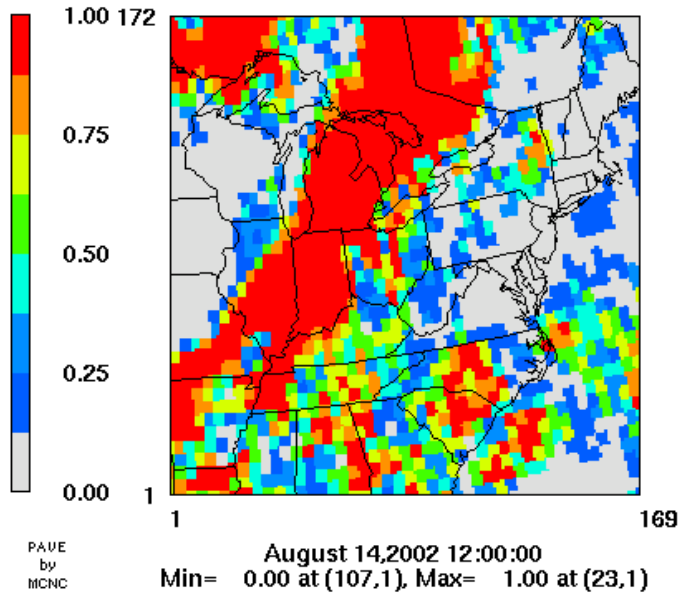 1.00
0.75
0.50
0.25
0.00
172
1
1
169
PAVE
by
MCNC
August 14,2002 12:00:00
Min= 0.00 at (107,1), Max= 1.00 at (23,1)